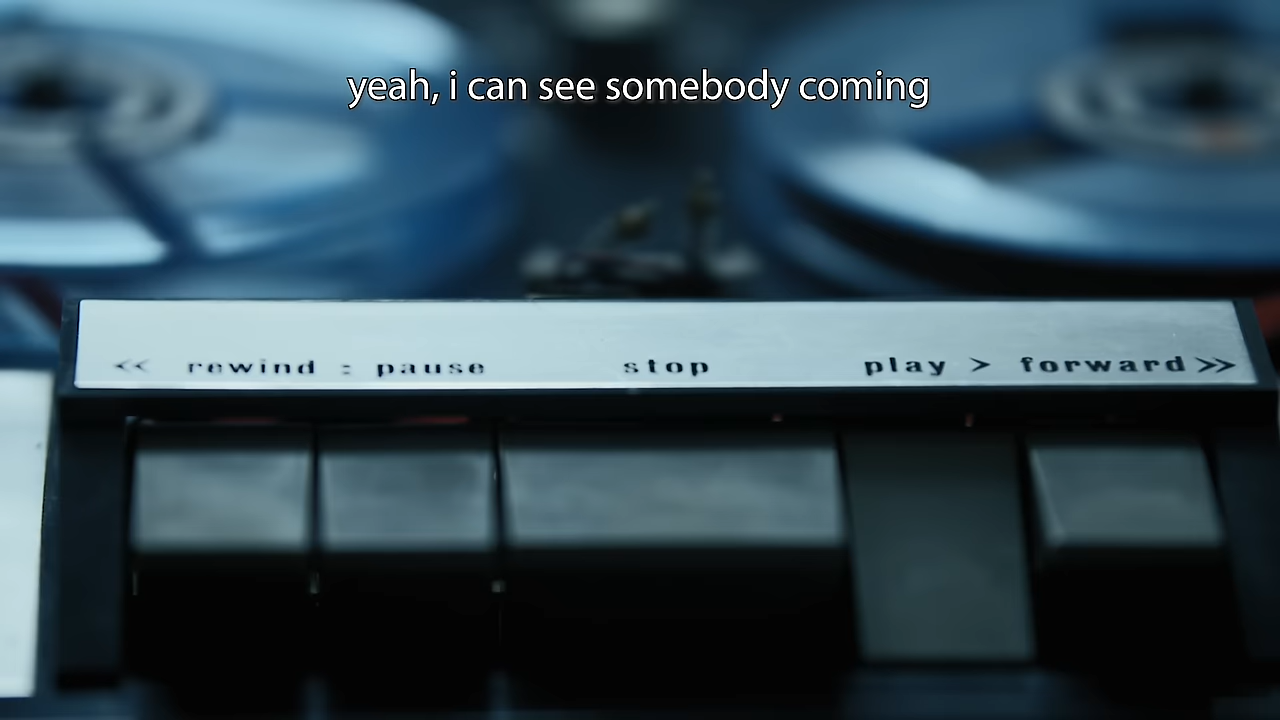 yeah, i can see somebody coming
<< rewind : pause stop play > forward >>